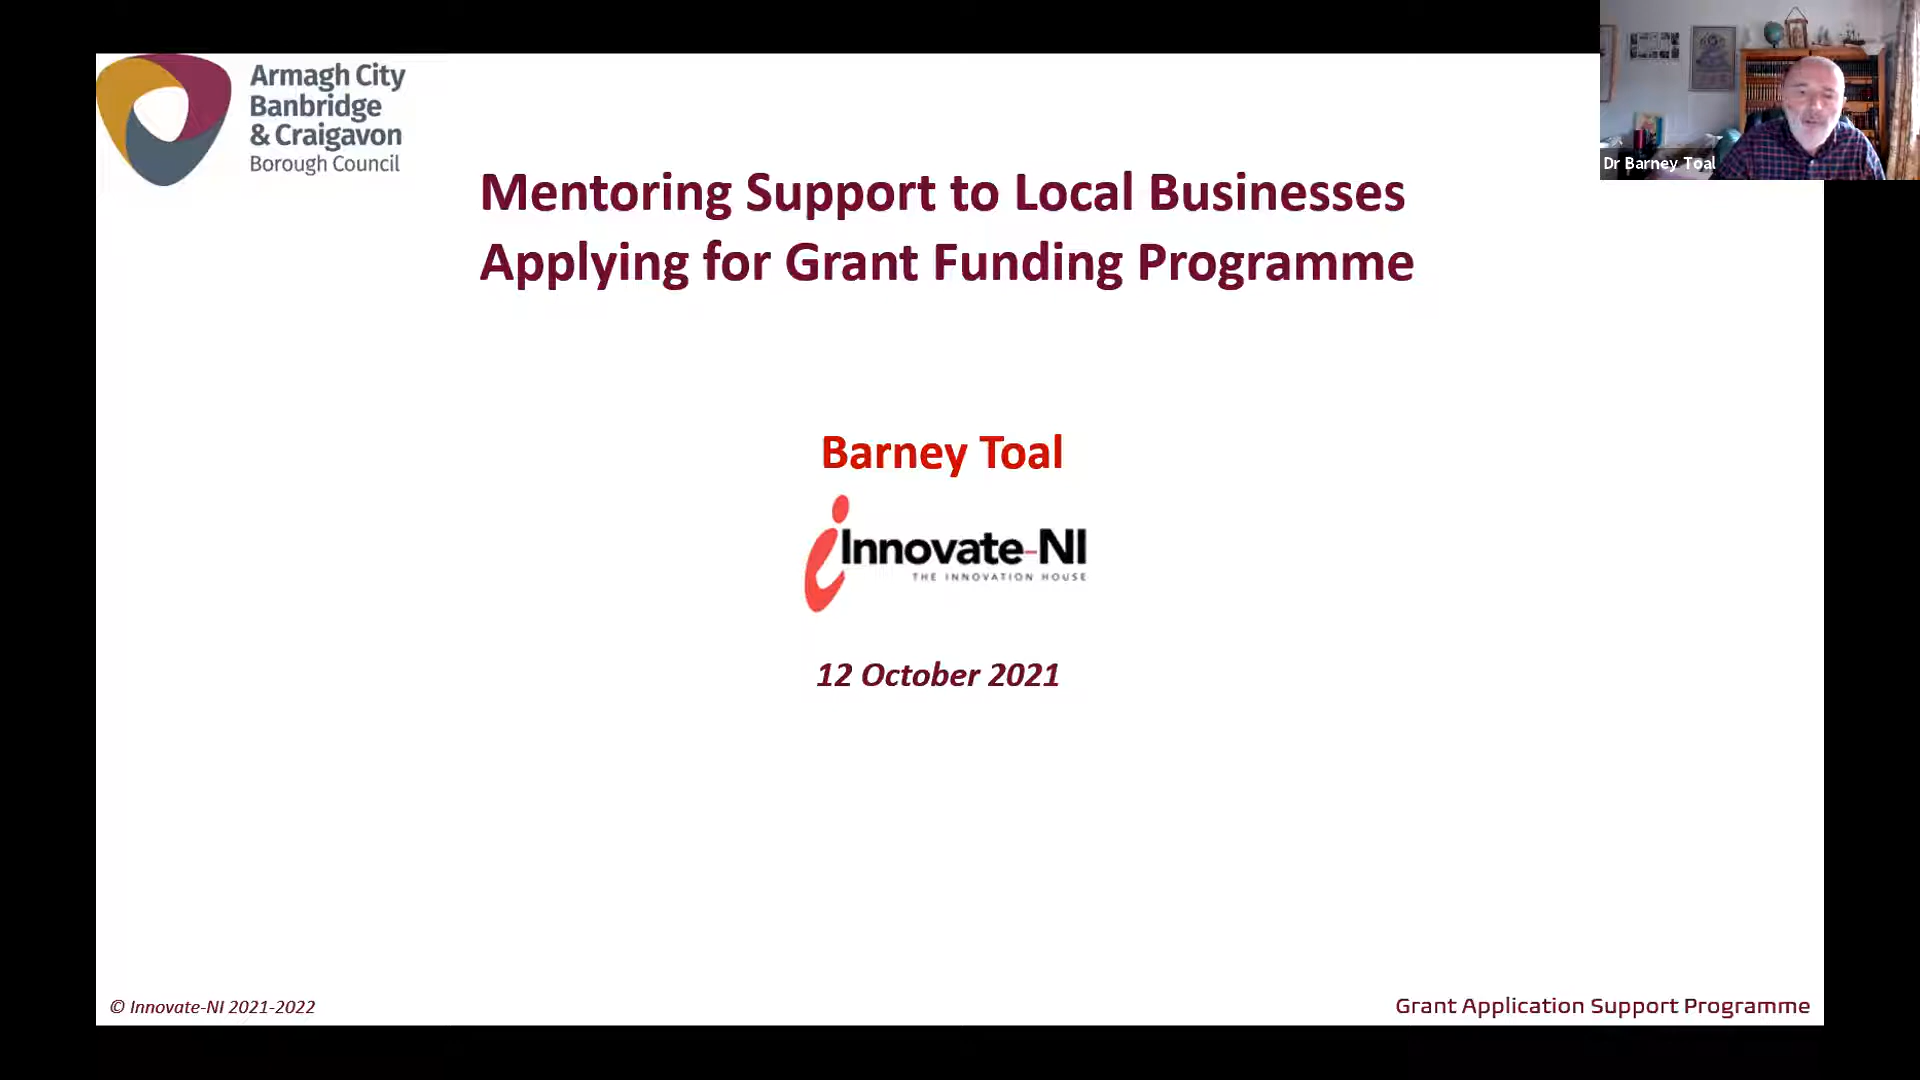 Armagh City
Banbridge
& Craigavon
Borough Council
Dr Barney Toal
Mentoring Support to Local Businesses
Applying for Grant Funding Programme
Barney Toal
Innovate-NI
THE INNOVATION HOUSE
12 October 2021
© Innovate-NI 2021-2022
Grant Application Support Programme